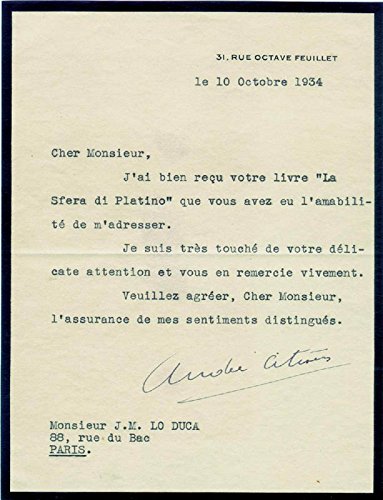 31, RUE OCTAVE FEUILLET
le 10 Octobre 1934
Cher Monsieur,
J'ai bien reçu votre livre "La
Sfera di Platino" que vous avez eu l'amabili-
té de m'adresser.
Je suis très touché de votre déli-
cate attention et vous en remercie vivement.
Veuillez agréer, Cher Monsieur,
l'assurance de mes sentiments distingués.
André Citroën
Monsieur J.M. LO DUCA
88, rue du Bac
PARIS.